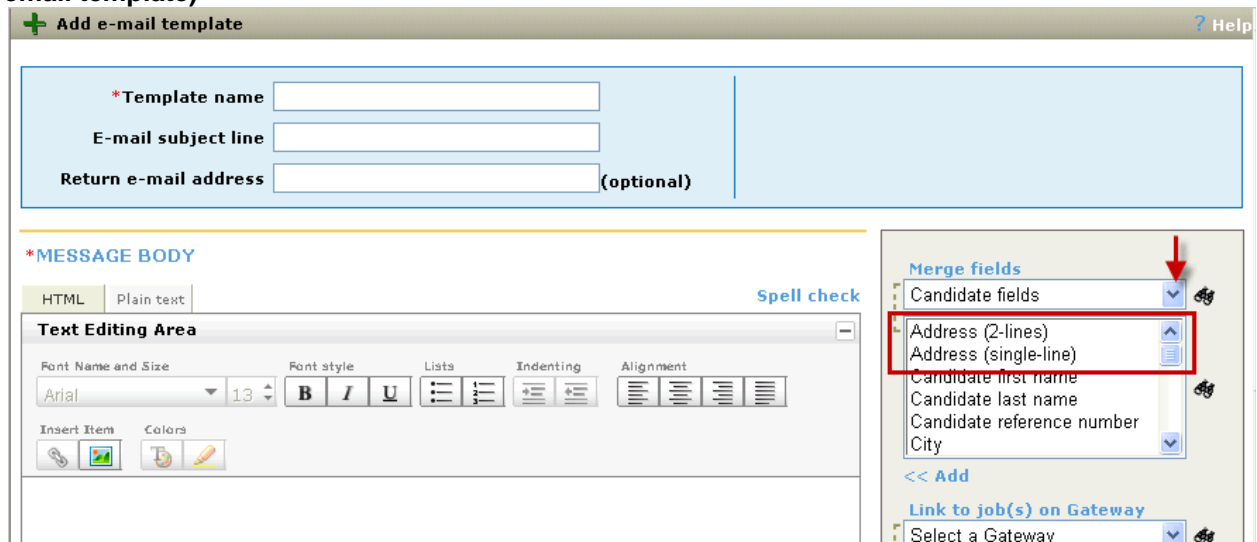 email template)
Add e-mail template
? Help
*Template name
E-mail subject line
Return e-mail address
(optional)
*MESSAGE BODY
HTML
Plain text
Spell check
Text Editing Area
Font Name and Size
Font style
Lists
Indenting
Alignment
Arial
13
B
I
U
Insert Item
Colors
Merge fields
Candidate fields
Address (2-lines)
Address (single-line)
Candidate first name
Candidate last name
Candidate reference number
City
<< Add
Link to job(s) on Gateway
Select a Gateway